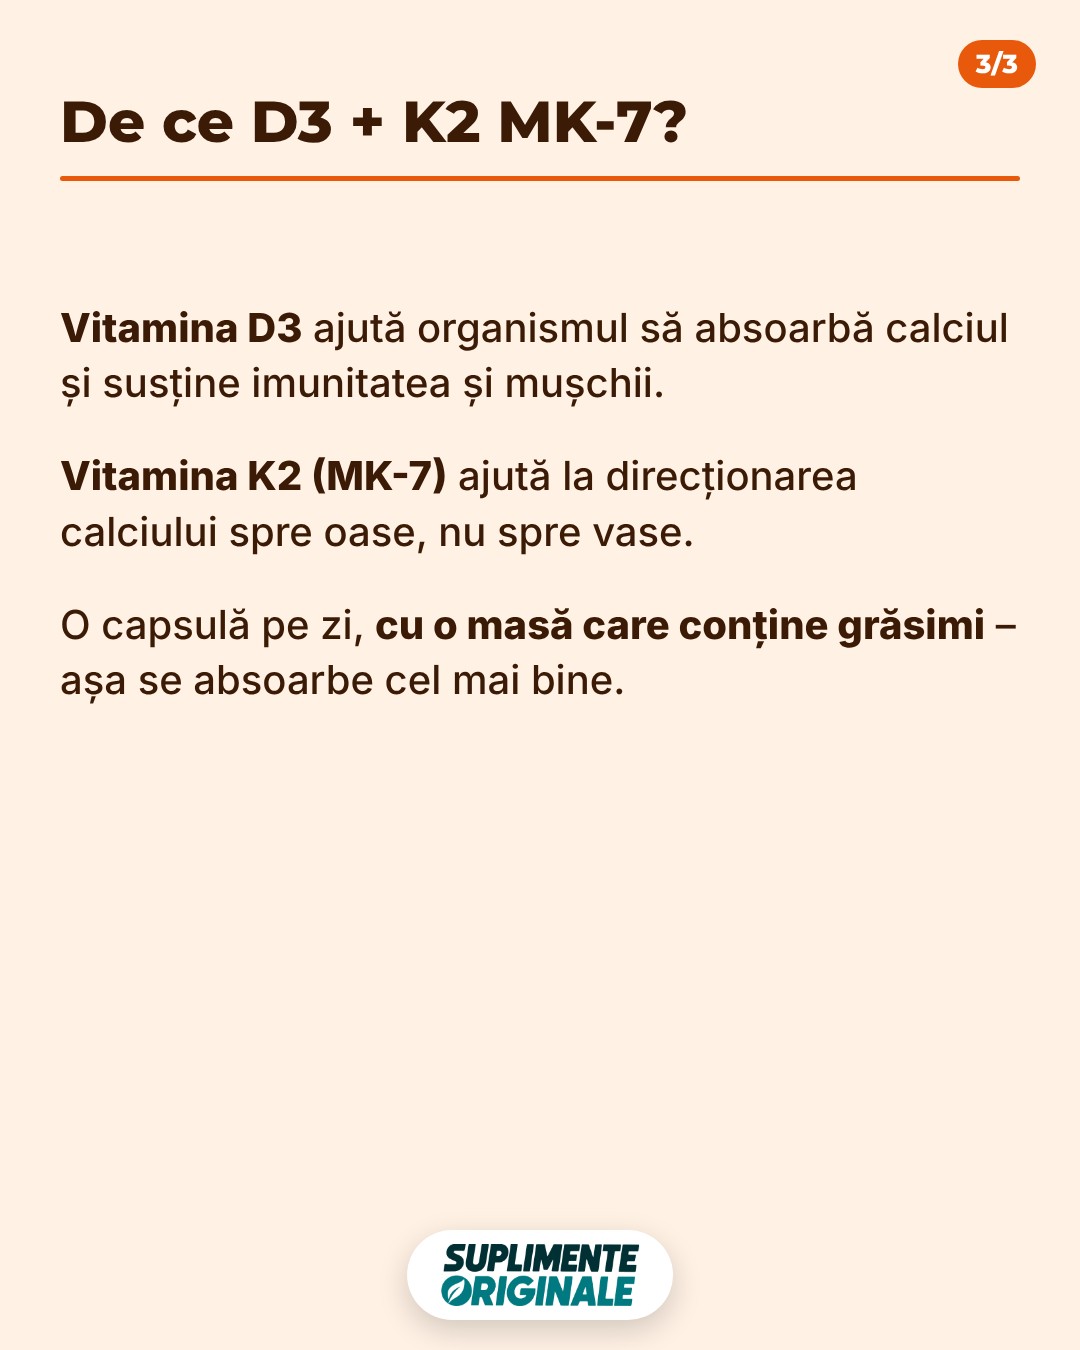 3/3
De ce D3 + K2 MK-7?
Vitamina D3 ajută organismul să absoarbă calciul
și susține imunitatea și mușchii.
Vitamina K2 (MK-7) ajută la direcționarea
calciului spre oase, nu spre vase.
O capsulă pe zi, cu o masă care conține grăsimi –
așa se absoarbe cel mai bine.
SUPLIMENTE
ORIGINALE